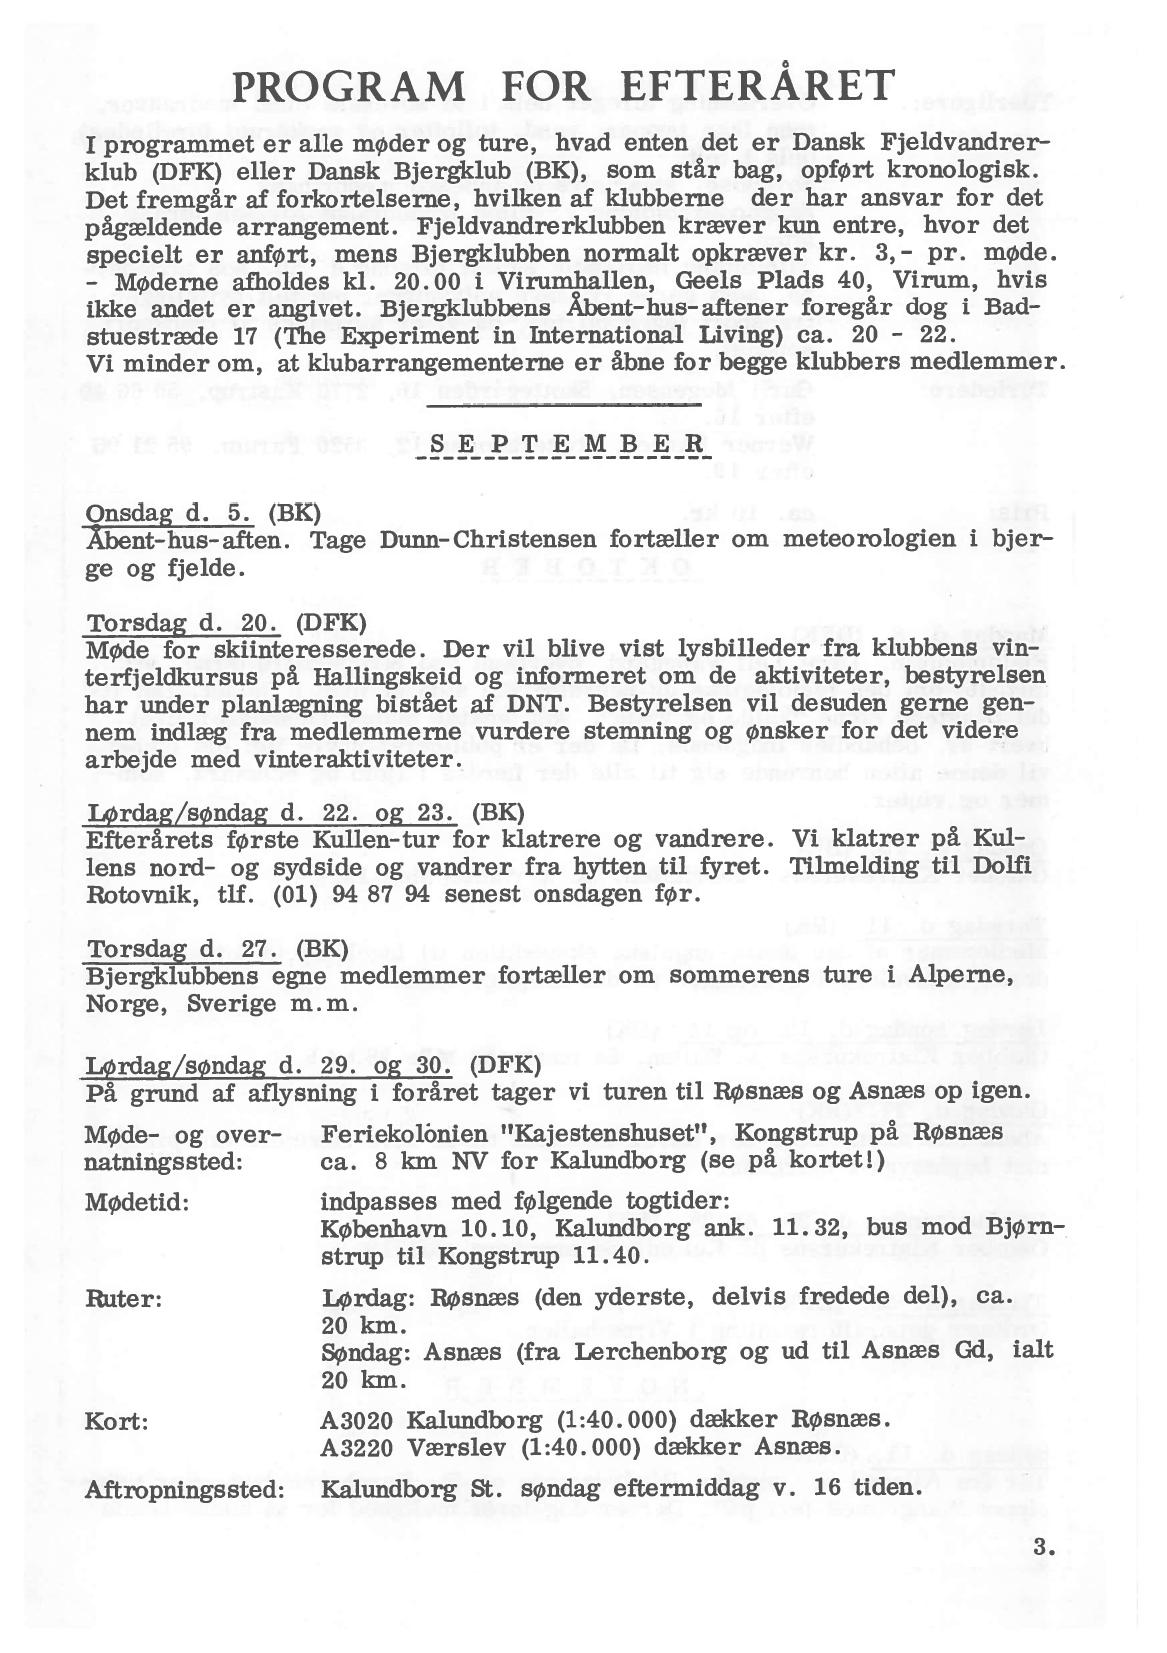 PROGRAM FOR EFTERÅRET
I programmet er alle møder og ture, hvad enten det er Dansk Fjeldvandrer-
klub (DFK) eller Dansk Bjergklub (BK), som står bag, opført kronologisk.
Det fremgår af forkortelserne, hvilken af klubberne der har ansvar for det
pågældende arrangement. Fjeldvandrerklubben kræver kun entre, hvor det
specielt er anført, mens Bjergklubben normalt opkræver kr. 3,- pr. møde.
- Møderne afholdes kl. 20.00 i Virumhallen, Geels Plads 40, Virum, hvis
ikke andet er angivet. Bjergklubbens Åbent-hus-aftener foregår dog i Bad-
stuestræde 17 (The Experiment in International Living) ca. 20 - 22.
Vi minder om, at klubarrangementerne er åbne for begge klubbers medlemmer.
SEPTEMBER
Onsdag d. 5. (BK)
Åbent-hus-aften. Tage Dunn-Christensen fortæller om meteorologien i bjer-
ge og fjelde.
Torsdag d. 20. (DFK)
Møde for skiinteresserede. Der vil blive vist lysbilleder fra klubbens vin-
terfjeldkursus på Hallingskeid og informeret om de aktiviteter, bestyrelsen
har under planlægning bistået af DNT. Bestyrelsen vil desuden gerne gen-
nem indlæg fra medlemmerne vurdere stemning og ønsker for det videre
arbejde med vinteraktiviteter.
Lørdag/søndag d. 22. og 23. (BK)
Efterårets første Kullen-tur for klatrere og vandrere. Vi klatrer på Kul-
lens nord- og sydside og vandrer fra hytten til fyret. Tilmelding til Dolfi
Rotovnik, tlf. (01) 94 87 94 senest onsdagen før.
Torsdag d. 27. (BK)
Bjergklubbens egne medlemmer fortæller om sommerens ture i Alperne,
Norge, Sverige m.m.
Lørdag/søndag d. 29. og 30. (DFK)
På grund af aflysning i foråret tager vi turen til Røsnæs og Asnæs op igen.
Møde- og over- Feriekolonien "Kajestenshuset", Kongstrup på Røsnæs
natningssted: ca. 8 km NV for Kalundborg (se på kortet!)
Mødetid: indpasses med følgende togtider:
København 10.10, Kalundborg ank. 11.32, bus mod Bjørn-
strup til Kongstrup 11.40.
Ruter: Lørdag: Røsnæs (den yderste, delvis fredede del), ca.
20 km.
Søndag: Asnæs (fra Lerchenborg og ud til Asnæs Gd, ialt
20 km.
Kort: A3020 Kalundborg (1:40.000) dækker Røsnæs.
A3220 Værslev (1:40.000) dækker Asnæs.
Aftropningssted: Kalundborg St. søndag eftermiddag v. 16 tiden.
3.